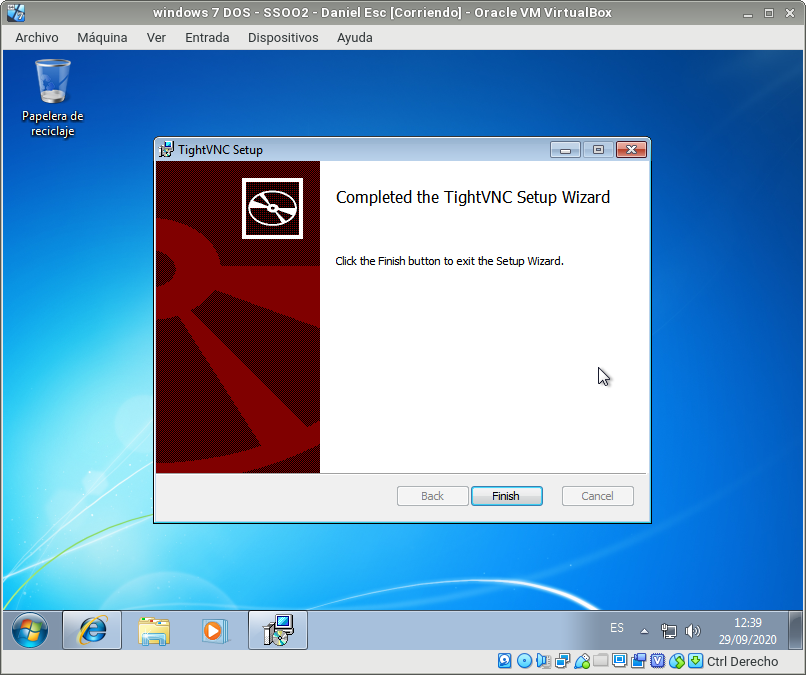 windows 7 DOS - SSOO2 - Daniel Esc [Corriendo] - Oracle VM VirtualBox
Archivo Máquina Ver Entrada Dispositivos Ayuda
Papelera de
reciclaje
TightVNC Setup
Completed the TightVNC Setup Wizard
Click the Finish button to exit the Setup Wizard.
Back Finish Cancel
ES
12:39
29/09/2020
Ctrl Derecho